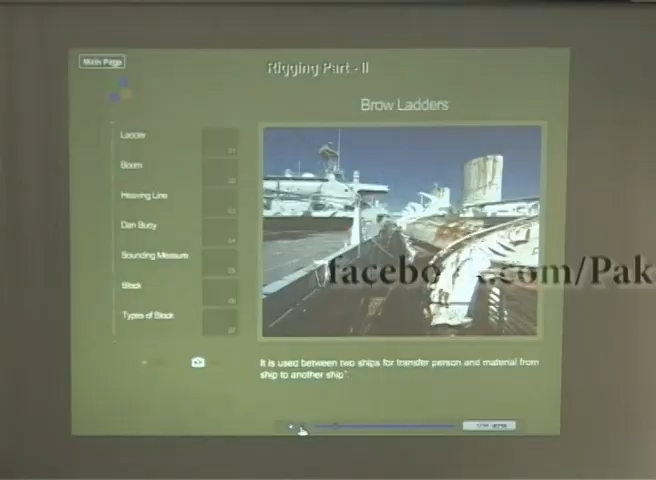 Main Page
Rigging Part - II
Brow Ladders
Ladder
Boom
Heaving Line
Dan Buoy
Sounding Measure
Block
Types of Block
It is used between two ships for transfer person and material from
ship to another ship"
.com/Pak